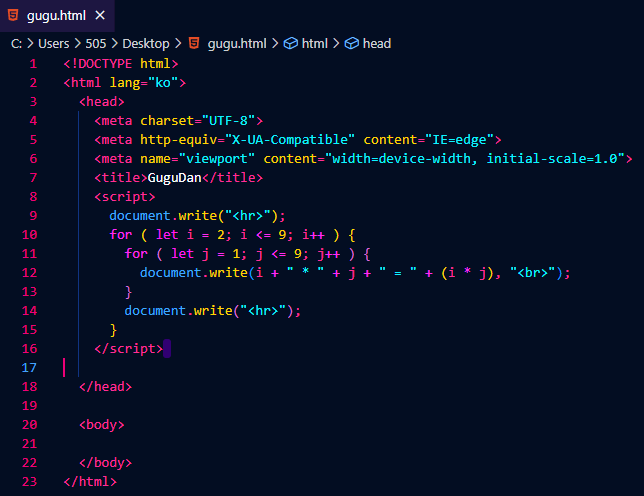 gugu.html
C: > Users > 505 > Desktop > gugu.html > html > head
1 <!DOCTYPE html>
2 <html lang="ko">
3   <head>
4     <meta charset="UTF-8">
5     <meta http-equiv="X-UA-Compatible" content="IE=edge">
6     <meta name="viewport" content="width=device-width, initial-scale=1.0">
7     <title>GuguDan</title>
8     <script>
9       document.write("<hr>");
10       for ( let i = 2; i <= 9; i++ ) {
11         for ( let j = 1; j <= 9; j++ ) {
12           document.write(i + " * " + j + " = " + (i * j), "<br>");
13         }
14         document.write("<hr>");
15       }
16     </script>
17
18   </head>
19
20   <body>
21
22   </body>
23 </html>